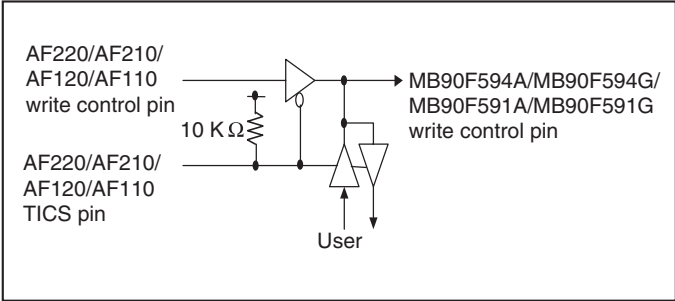 AF220/AF210/
AF120/AF110
write control pin
MB90F594A/MB90F594G/
MB90F591A/MB90F591G
write control pin
10 K Ω
AF220/AF210/
AF120/AF110
TICS pin
User